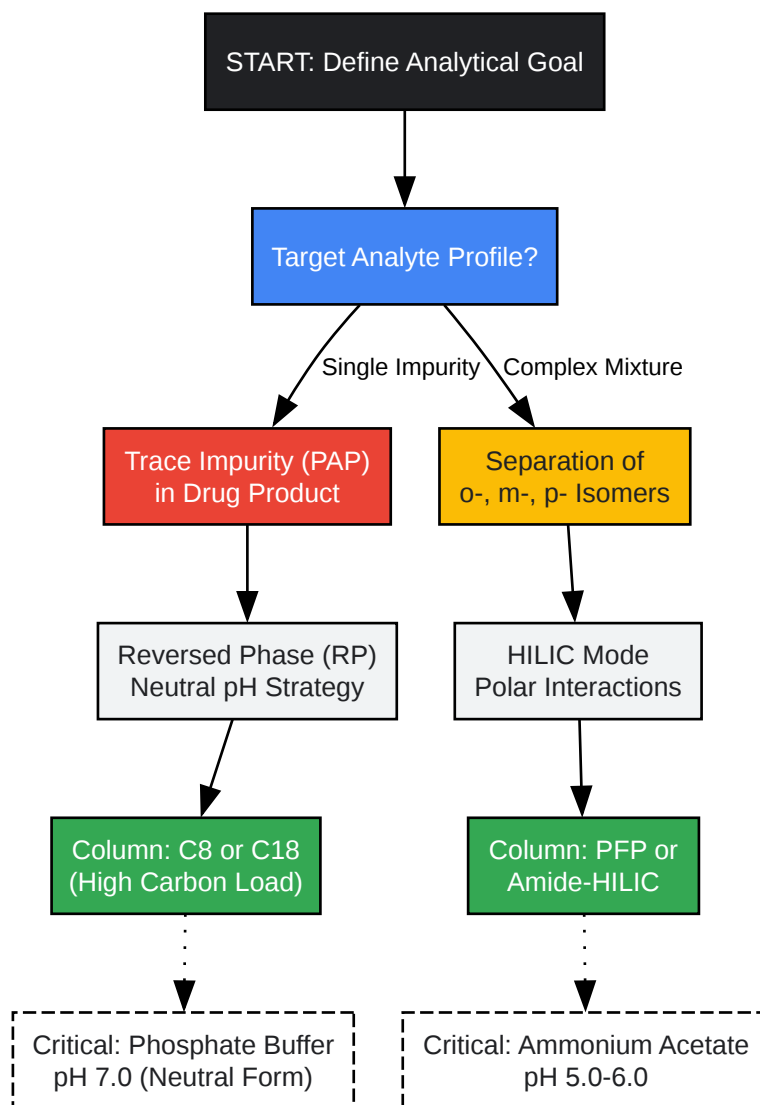 START: Define Analytical Goal
Target Analyte Profile?
Single Impurity
Complex Mixture
Trace Impurity (PAP)
in Drug Product
Separation of
o-, m-, p- Isomers
Reversed Phase (RP)
Neutral pH Strategy
HILIC Mode
Polar Interactions
Column: C8 or C18
(High Carbon Load)
Column: PFP or
Amide-HILIC
Critical: Phosphate Buffer
pH 7.0 (Neutral Form)
Critical: Ammonium Acetate
pH 5.0-6.0